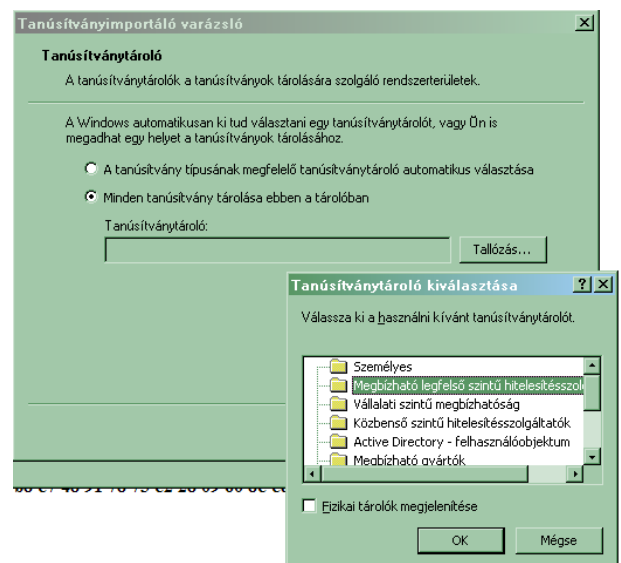 Tanúsítványimportáló varázsló
Tanúsítványtároló
A tanúsítványtárolók a tanúsítványok tárolására szolgáló rendszerterületek.
A Windows automatikusan ki tud választani egy tanúsítványtárolót, vagy Ön is
megadhat egy helyet a tanúsítványok tárolásához.
A tanúsítvány típusának megfelelő tanúsítványtároló automatikus választása
Minden tanúsítvány tárolása ebben a tárolóban
Tanúsítványtároló:
Tallózás...
Tanúsítványtároló kiválasztása
Válassza ki a használni kívánt tanúsítványtárolót.
Személyes
Megbízható legfelső szintű hitelesítésszol
Vállalati szintű megbízhatóság
Közbenső szintű hitelesítésszolgáltatók
Active Directory - felhasználóobjektum
Megbízható gyártók
Fizikai tárolók megjelenítése
OK Mégse